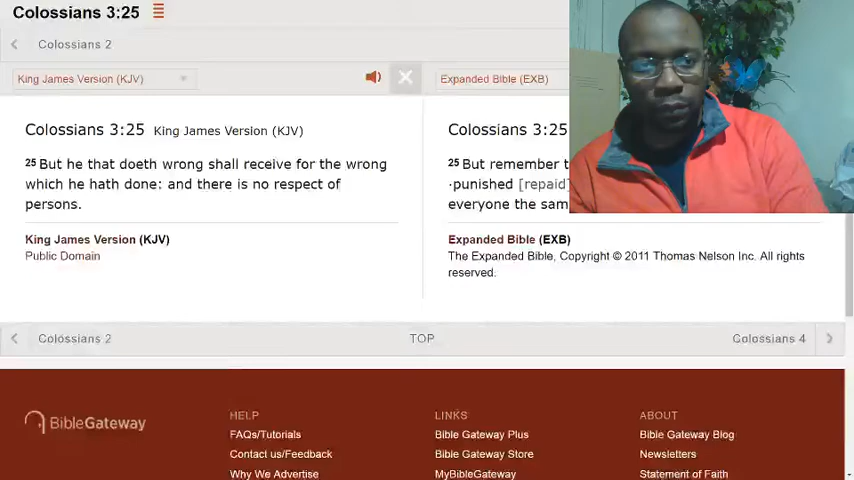 Colossians 3:25
Colossians 2
King James Version (KJV)
Expanded Bible (EXB)
Colossians 3:25 King James Version (KJV)
25 But he that doeth wrong shall receive for the wrong
which he hath done: and there is no respect of
persons.
King James Version (KJV)
Public Domain
Colossians 3:25
25 But remember
·punished [repaid]
everyone the sam
Expanded Bible (EXB)
The Expanded Bible, Copyright © 2011 Thomas Nelson Inc. All rights
reserved.
Colossians 2
TOP
Colossians 4
BibleGateway
HELP
FAQs/Tutorials
Contact us/Feedback
Why We Advertise
LINKS
Bible Gateway Plus
Bible Gateway Store
MyBibleGateway
ABOUT
Bible Gateway Blog
Newsletters
Statement of Faith